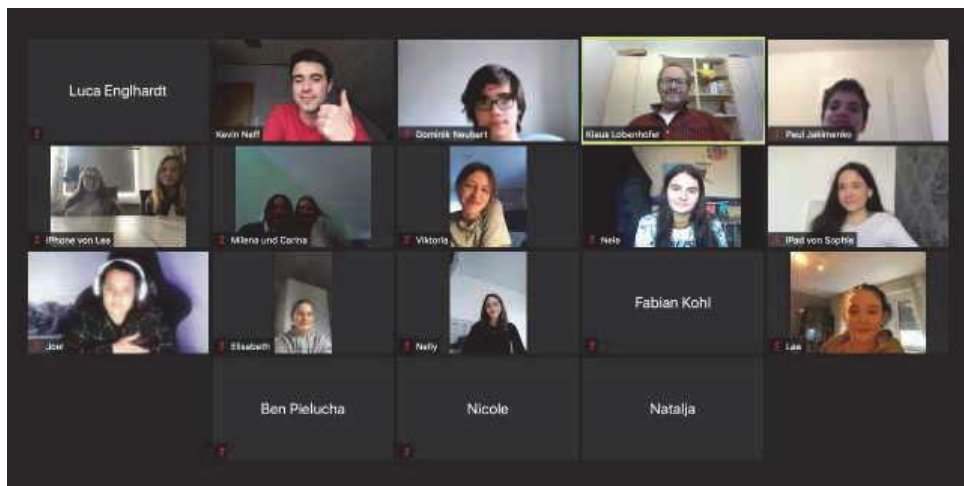 Luca Englhardt
Kevin Neff
Dominik Neubert
Klaus Lobenhofer
Paul Jakimenko
iPhone von Lea
Milena und Corina
Viktoria
Nele
iPad von Sophie
Joel
Elisabeth
Nelly
Fabian Kohl
Lea
Ben Pielucha
Nicole
Natalja